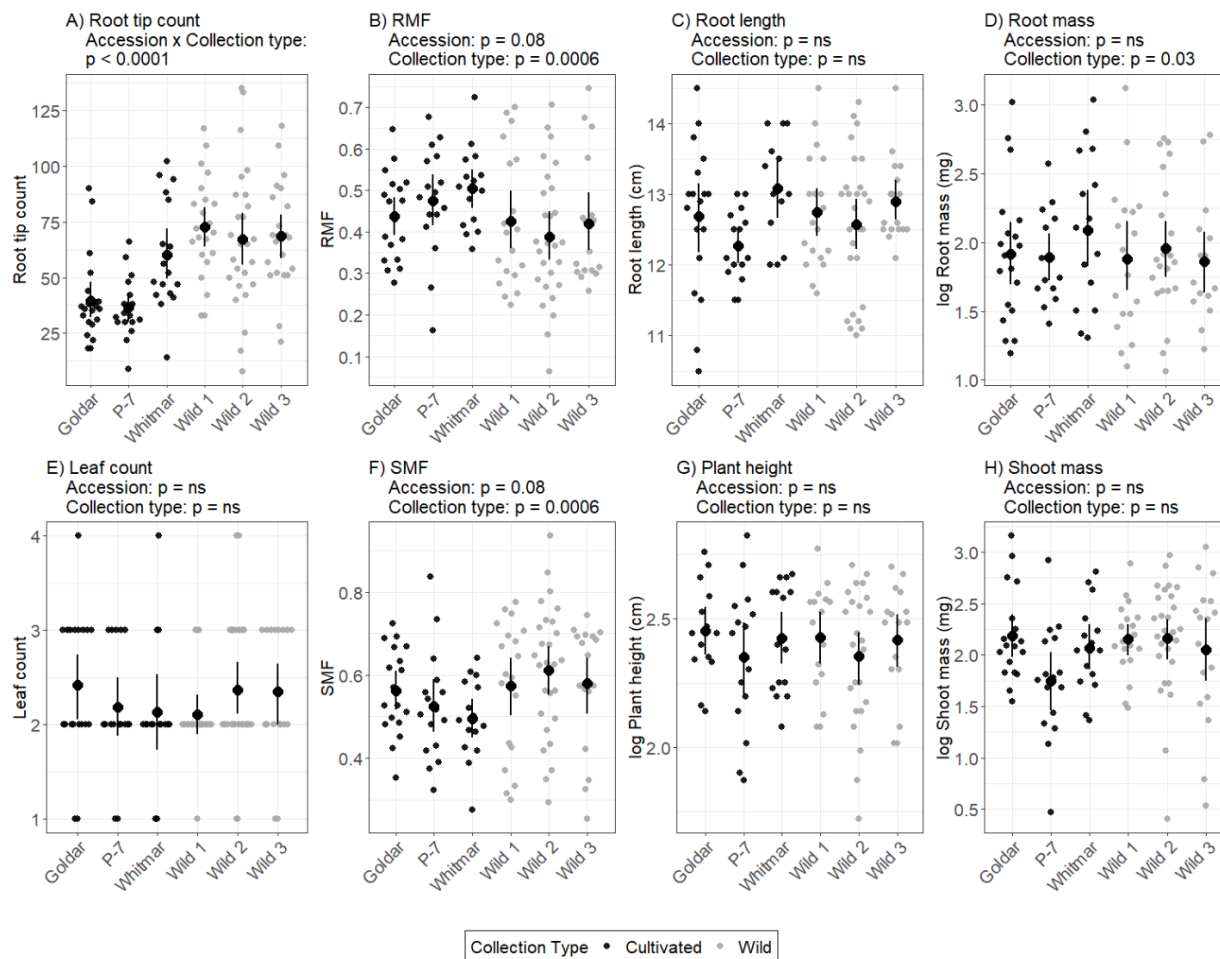 A) Root tip count
Accession x Collection type:
p < 0.0001
Root tip count
125
100
75
50
25
Goldar
P-7
Whitmar
Wild 1
Wild 2
Wild 3
B) RMF
Accession: p = 0.08
Collection type: p = 0.0006
RMF
0.7
0.6
0.5
0.4
0.3
0.2
0.1
Goldar
P-7
Whitmar
Wild 1
Wild 2
Wild 3
C) Root length
Accession: p = ns
Collection type: p = ns
Root length (cm)
14
13
12
11
Goldar
P-7
Whitmar
Wild 1
Wild 2
Wild 3
D) Root mass
Accession: p = ns
Collection type: p = 0.03
log Root mass (mg)
3.0
2.5
2.0
1.5
1.0
Goldar
P-7
Whitmar
Wild 1
Wild 2
Wild 3
E) Leaf count
Accession: p = ns
Collection type: p = ns
Leaf count
4
3
2
1
Goldar
P-7
Whitmar
Wild 1
Wild 2
Wild 3
F) SMF
Accession: p = 0.08
Collection type: p = 0.0006
SMF
0.8
0.6
0.4
Goldar
P-7
Whitmar
Wild 1
Wild 2
Wild 3
G) Plant height
Accession: p = ns
Collection type: p = ns
log Plant height (cm)
2.5
2.0
Goldar
P-7
Whitmar
Wild 1
Wild 2
Wild 3
H) Shoot mass
Accession: p = ns
Collection type: p = ns
log Shoot mass (mg)
3.0
2.5
2.0
1.5
1.0
0.5
Goldar
P-7
Whitmar
Wild 1
Wild 2
Wild 3
Collection Type Cultivated Wild